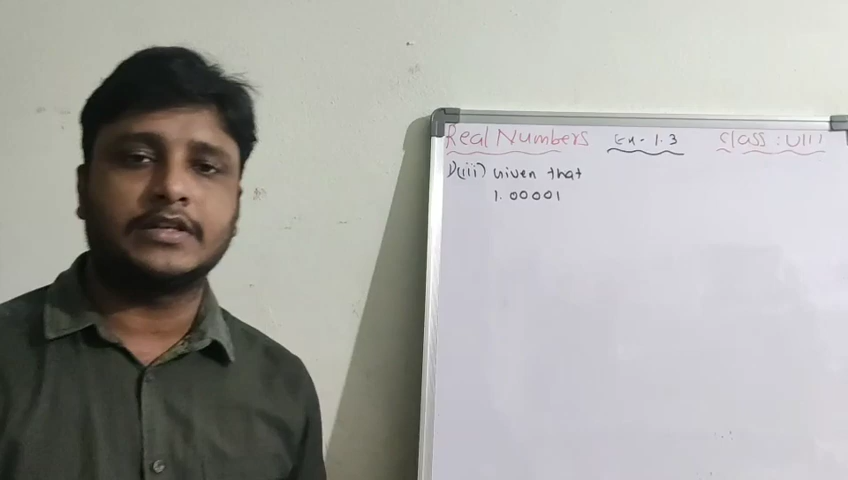 Real Numbers Ex - 1.3 Class : VIII
1)(iii) Given that
1.00001